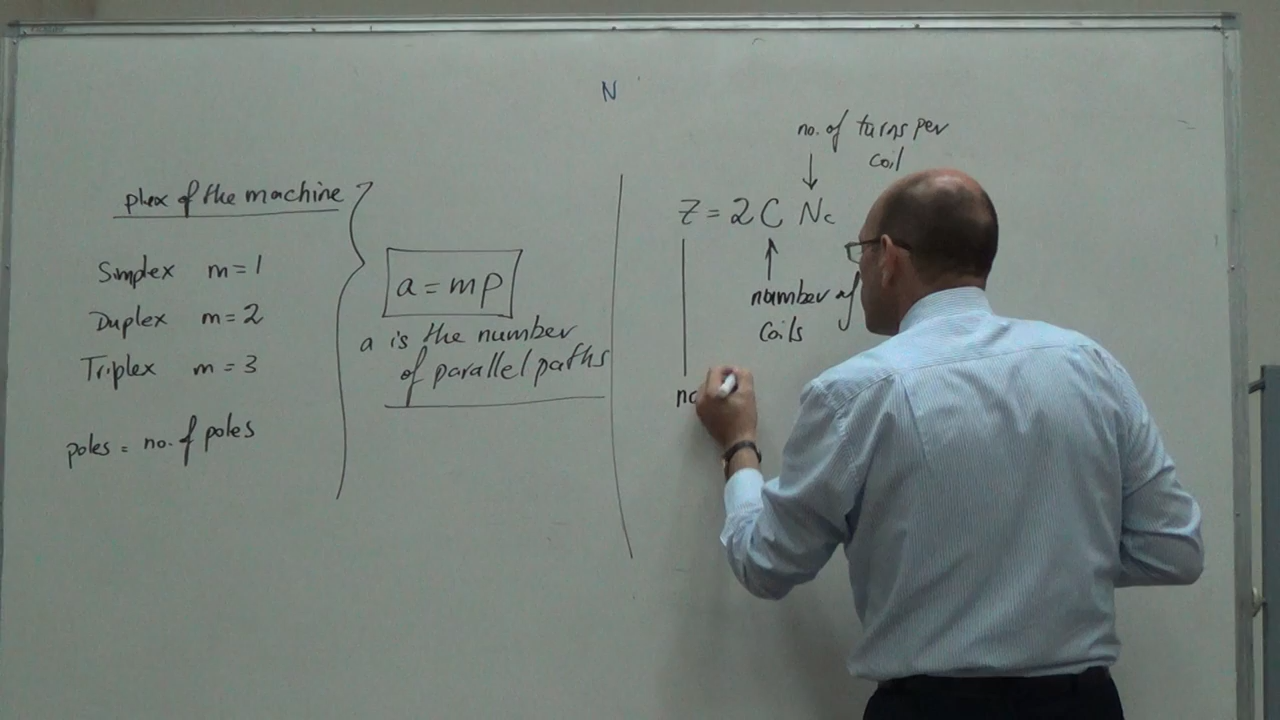 N
plex of the machine
Simplex m=1
Duplex m=2
Triplex m=3
poles = no. of poles
a = mp
a is the number
of parallel paths
no. of turns per
coil
Z = 2 C Nc
number of
coils
no